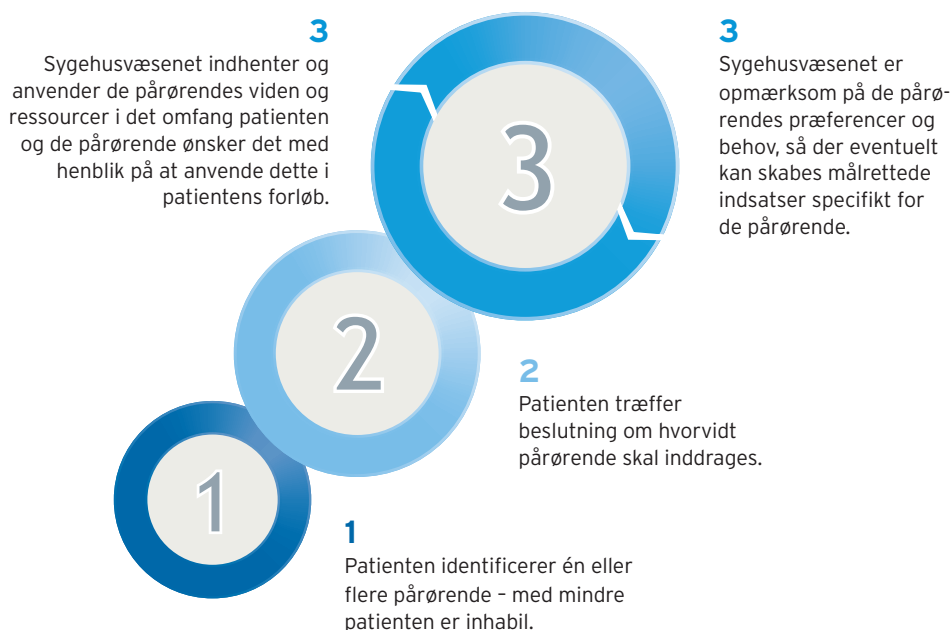 3
Sygehusvæsenet indhenter og
anvender de pårørendes viden og
ressourcer i det omfang patienten
og de pårørende ønsker det med
henblik på at anvende dette i
patientens forløb.
3
3
Sygehusvæsenet er
opmærksom på de pårø-
rendes præferencer og
behov, så der eventuelt
kan skabes målrettede
indsatser specifikt for
de pårørende.
2
2
Patienten træffer
beslutning om hvorvidt
pårørende skal inddrages.
1
1
Patienten identificerer én eller
flere pårørende – med mindre
patienten er inhabil.